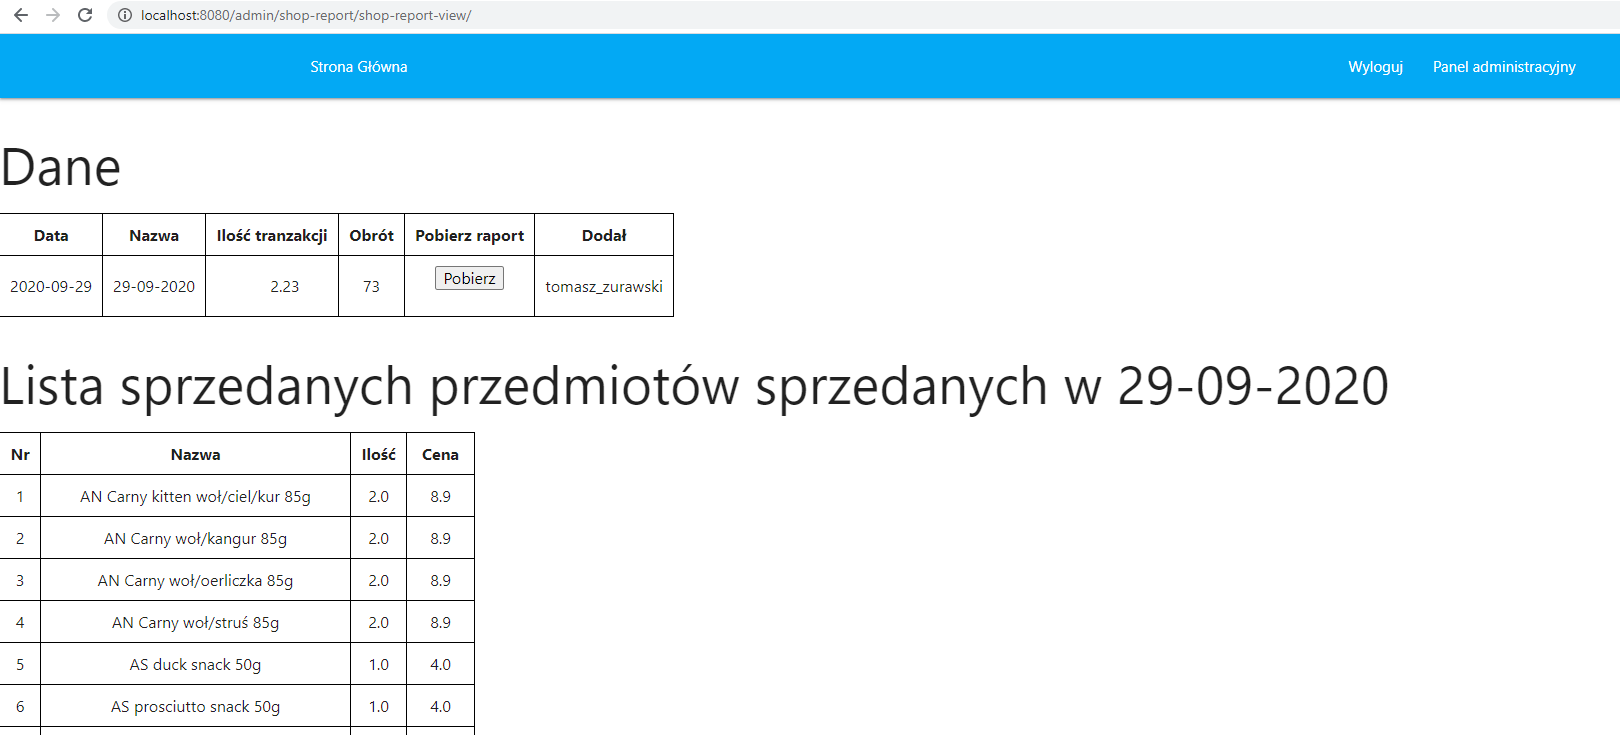 localhost:8080/admin/shop-report/shop-report-view/
Strona Główna Wyloguj Panel administracyjny
Dane
Data Nazwa Ilość tranzakcji Obrót Pobierz raport Dodał
2020-09-29 29-09-2020 2.23 73 Pobierz tomasz_zurawski
Lista sprzedanych przedmiotów sprzedanych w 29-09-2020
Nr Nazwa Ilość Cena
1 AN Carny kitten woł/ciel/kur 85g 2.0 8.9
2 AN Carny woł/kangur 85g 2.0 8.9
3 AN Carny woł/oerliczka 85g 2.0 8.9
4 AN Carny woł/struś 85g 2.0 8.9
5 AS duck snack 50g 1.0 4.0
6 AS prosciutto snack 50g 1.0 4.0